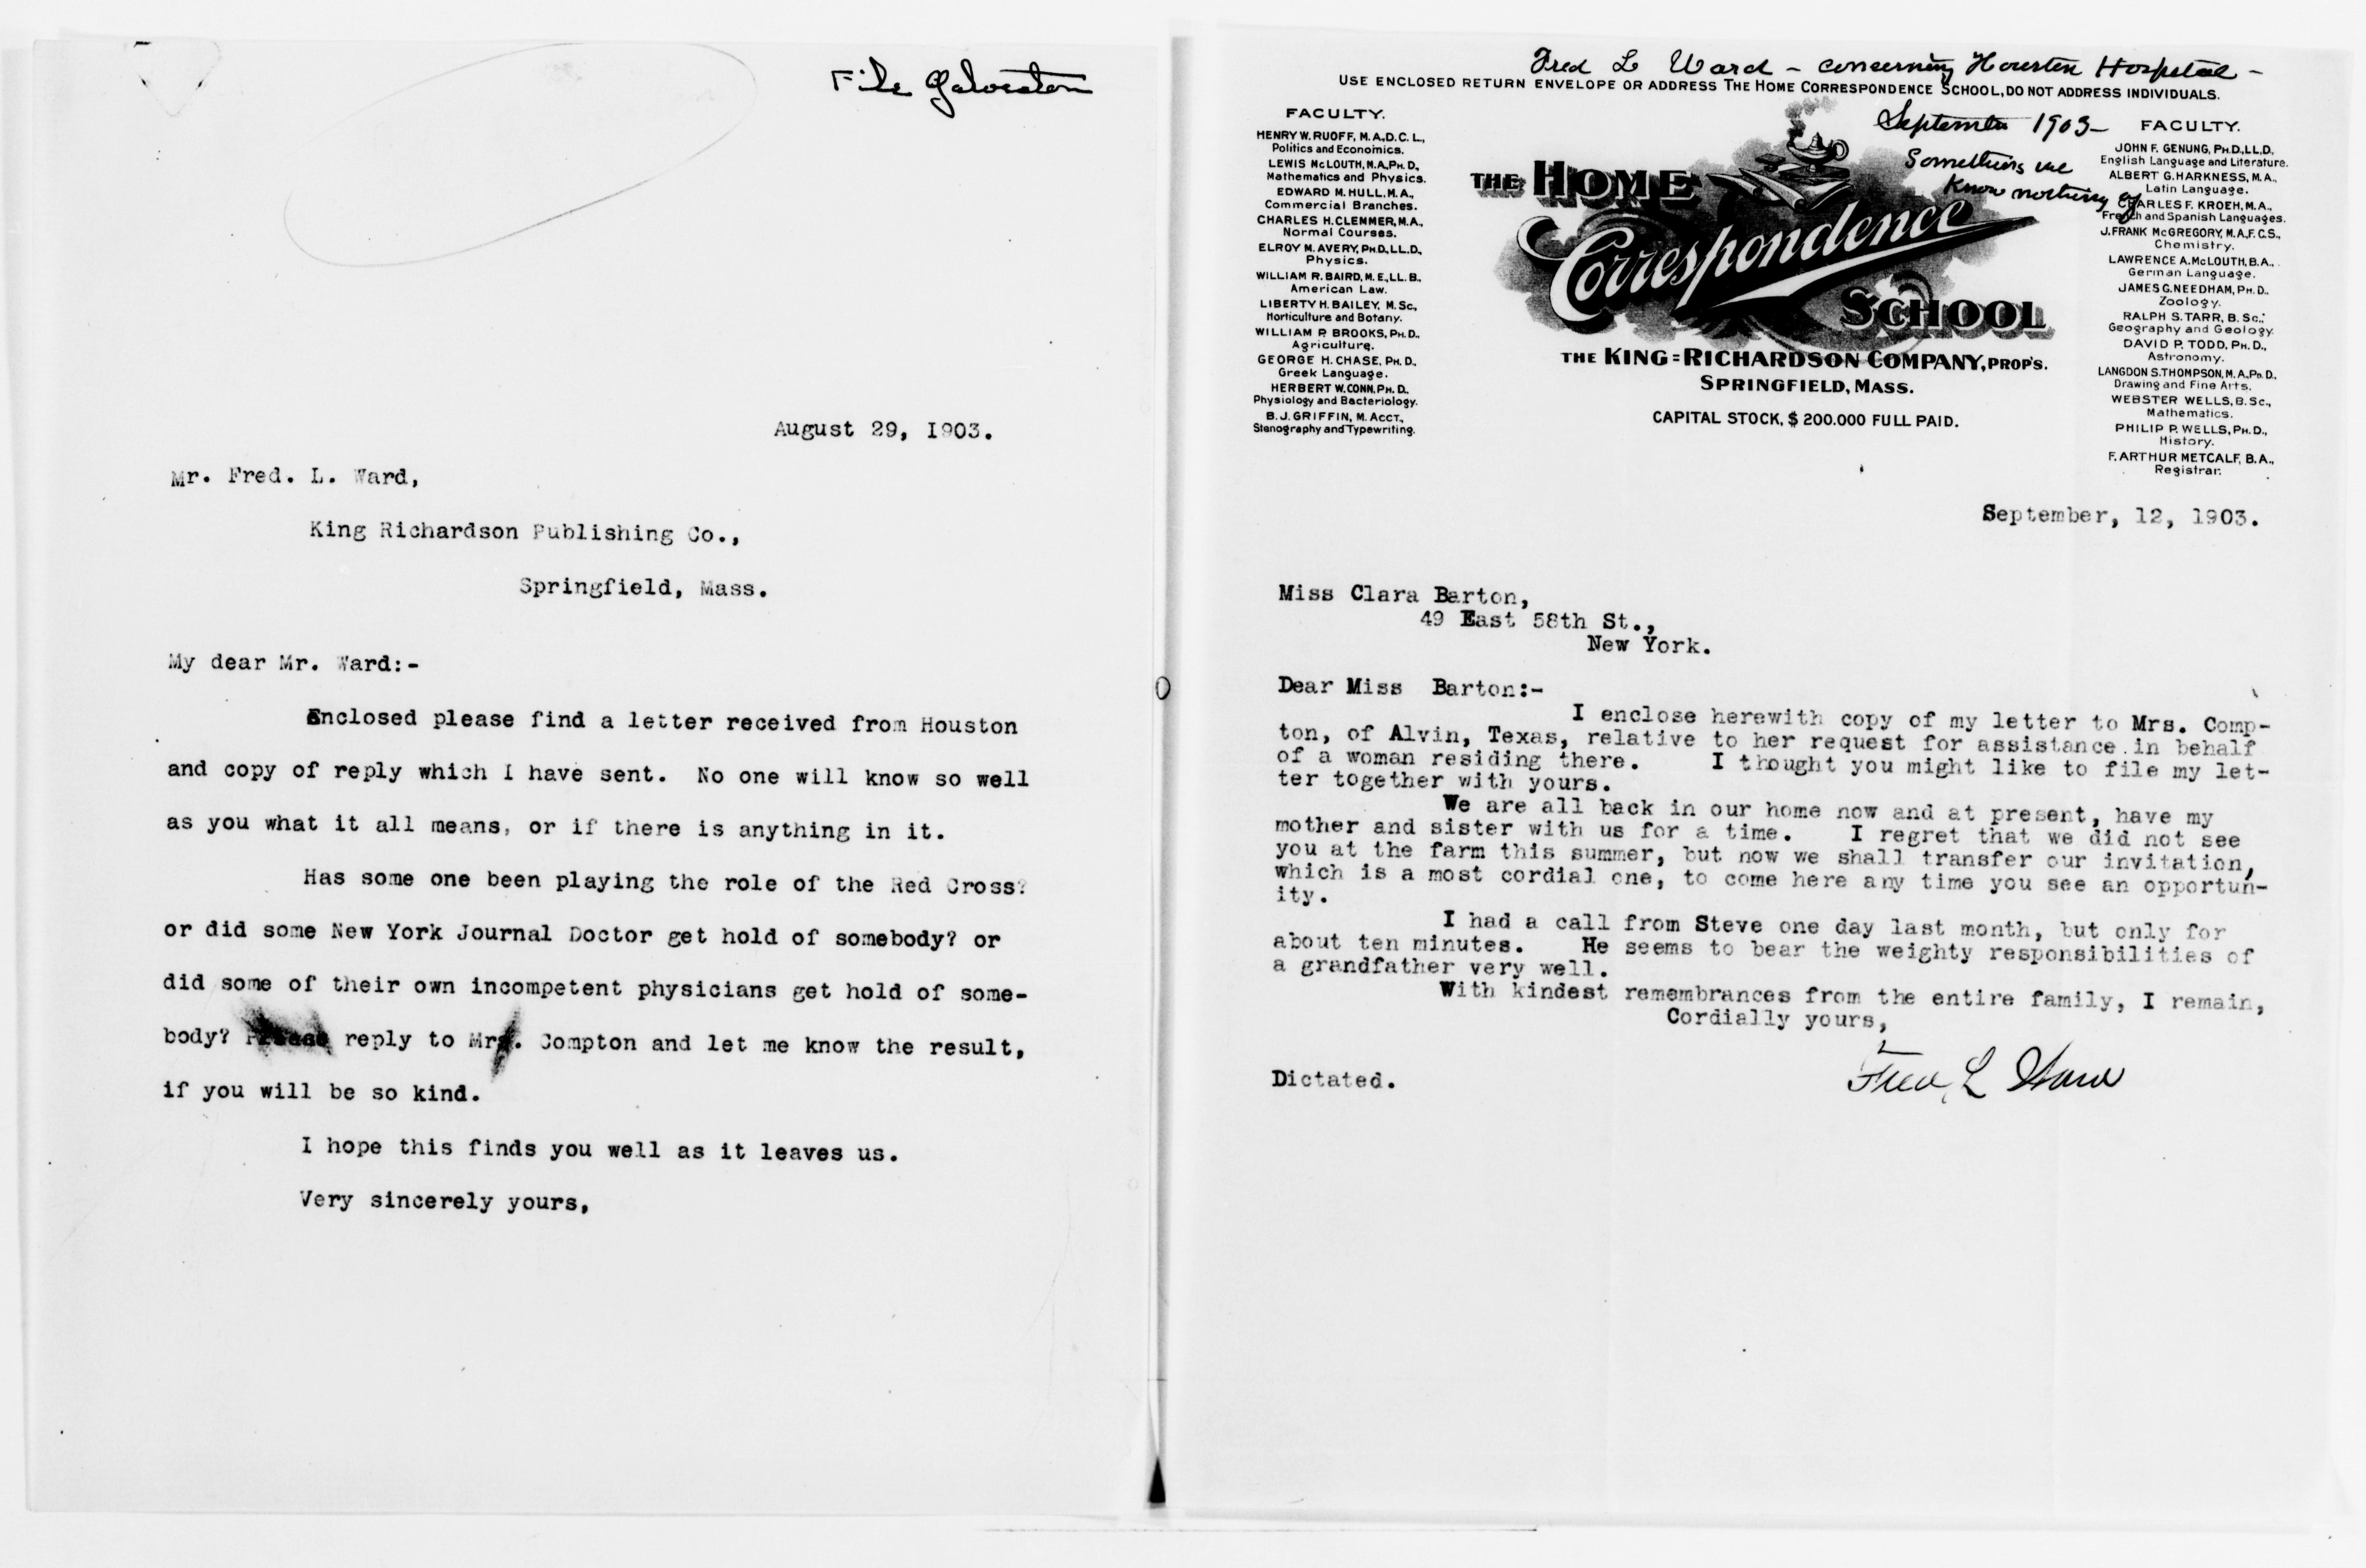 File Galveston
August 29, 1903.
Mr. Fred. L. Ward,
King Richardson Publishing Co.,
Springfield, Mass.
My dear Mr. Ward:-
Enclosed please find a letter received from Houston
and copy of reply which I have sent. No one will know so well
as you what it all means, or if there is anything in it.
Has some one been playing the role of the Red Cross?
or did some New York Journal Doctor get hold of somebody? or
did some of their own incompetent physicians get hold of some-
body? Please reply to Mrs. Compton and let me know the result,
if you will be so kind.
I hope this finds you well as it leaves us.
Very sincerely yours,
Fred L Ward - concerning Houston Hospital -
USE ENCLOSED RETURN ENVELOPE OR ADDRESS THE HOME CORRESPONDENCE SCHOOL, DO NOT ADDRESS INDIVIDUALS.
September 1903-
Something we
know nothing of
FACULTY.
HENRY W. RUOFF, M.A., D.C.L.,
Politics and Economics.
LEWIS McLOUTH, M.A., PH.D.,
Mathematics and Physics.
EDWARD M. HULL, M.A.,
Commercial Branches.
CHARLES H. CLEMMER, M.A.,
Normal Courses.
ELROY M. AVERY, PH.D., LL.D.,
Physics.
WILLIAM R. BAIRD, M.E., LL.B.,
American Law.
LIBERTY H. BAILEY, M. Sc.,
Horticulture and Botany.
WILLIAM P. BROOKS, PH.D.,
Agriculture.
GEORGE H. CHASE, PH.D.,
Greek Language.
HERBERT W. CONN, PH.D.,
Physiology and Bacteriology.
B.J. GRIFFIN, M. ACCT.,
Stenography and Typewriting.
THE HOME
Correspondence
SCHOOL
THE KING=RICHARDSON COMPANY, PROP'S.
SPRINGFIELD, MASS.
CAPITAL STOCK, $ 200.000 FULL PAID.
FACULTY.
JOHN F. GENUNG, PH.D., LL.D.,
English Language and Literature.
ALBERT G. HARKNESS, M.A.,
Latin Language.
CHARLES F. KROEH, M.A.,
French and Spanish Languages.
J. FRANK McGREGORY, M.A., F.C.S.,
Chemistry.
LAWRENCE A. McLOUTH, B.A.,
German Language.
JAMES G. NEEDHAM, PH.D.,
Zoology.
RALPH S. TARR, B. Sc.,
Geography and Geology.
DAVID P. TODD, PH.D.,
Astronomy.
LANGDON S. THOMPSON, M.A., PH.D.,
Drawing and Fine Arts.
WEBSTER WELLS, B. Sc.,
Mathematics.
PHILIP P. WELLS, PH.D.,
History.
F. ARTHUR METCALF, B.A.,
Registrar.
September, 12, 1903.
Miss Clara Barton,
49 East 58th St.,
New York.
Dear Miss Barton:-
I enclose herewith copy of my letter to Mrs. Comp-
ton, of Alvin, Texas, relative to her request for assistance in behalf
of a woman residing there. I thought you might like to file my let-
ter together with yours.
We are all back in our home now and at present, have my
mother and sister with us for a time. I regret that we did not see
you at the farm this summer, but now we shall transfer our invitation,
which is a most cordial one, to come here any time you see an opportun-
ity.
I had a call from Steve one day last month, but only for
about ten minutes. He seems to bear the weighty responsibilities of
a grandfather very well.
With kindest remembrances from the entire family, I remain,
Cordially yours,
Fred L Ward
Dictated.